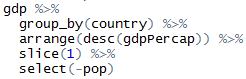 gdp %>%
group_by(country) %>%
arrange(desc(gdpPercap)) %>%
slice(1) %>%
select(-pop)